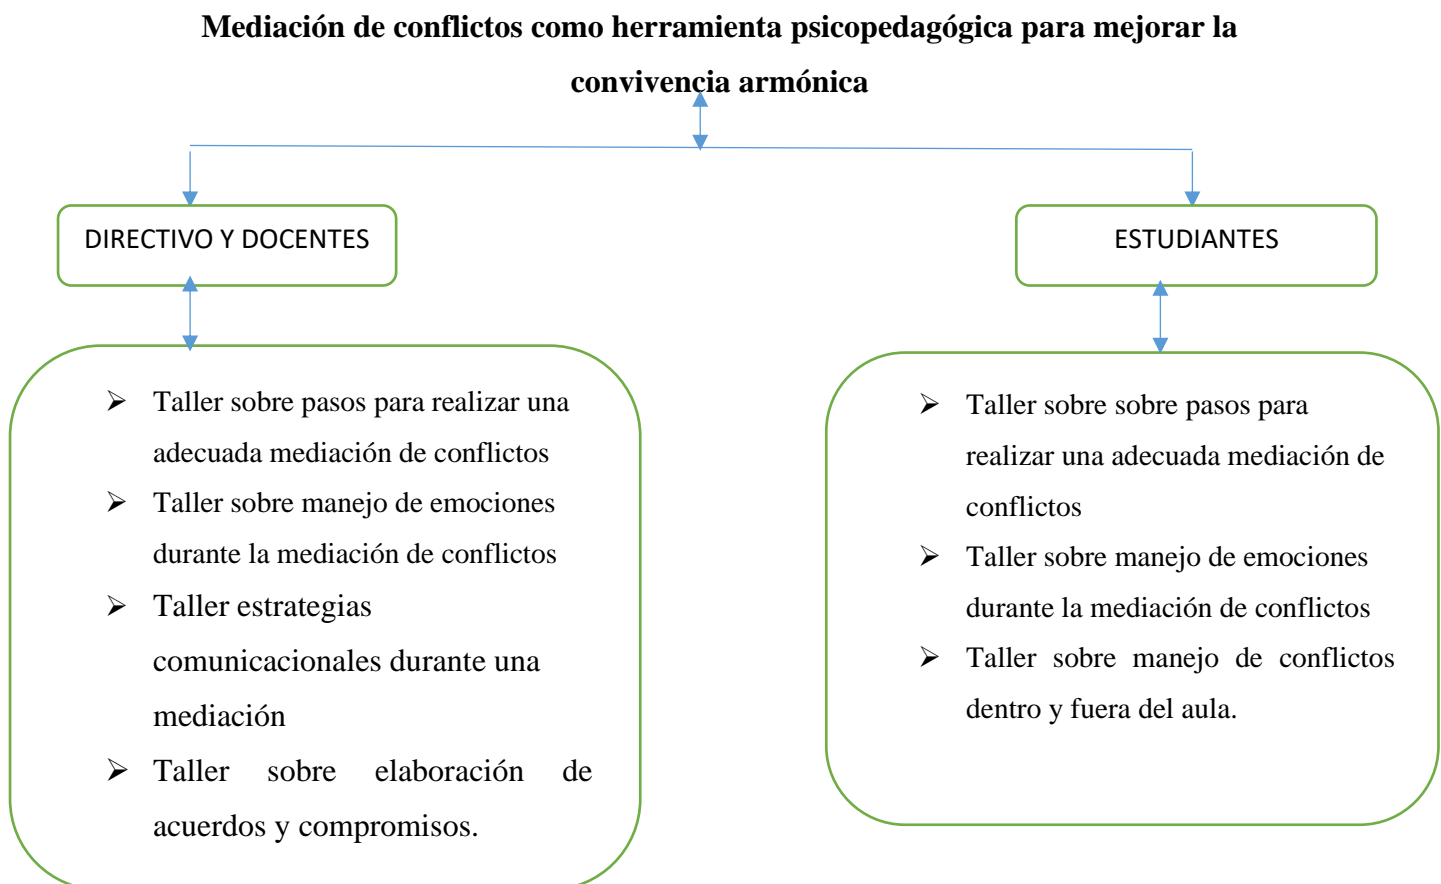 Mediación de conflictos como herramienta psicopedagógica para mejorar la
convivencia armónica
DIRECTIVO Y DOCENTES
➢ Taller sobre pasos para realizar una
adecuada mediación de conflictos
➢ Taller sobre manejo de emociones
durante la mediación de conflictos
➢ Taller estrategias
comunicacionales durante una
mediación
➢ Taller sobre elaboración de
acuerdos y compromisos.
ESTUDIANTES
➢ Taller sobre sobre pasos para
realizar una adecuada mediación de
conflictos
➢ Taller sobre manejo de emociones
durante la mediación de conflictos
➢ Taller sobre manejo de conflictos
dentro y fuera del aula.